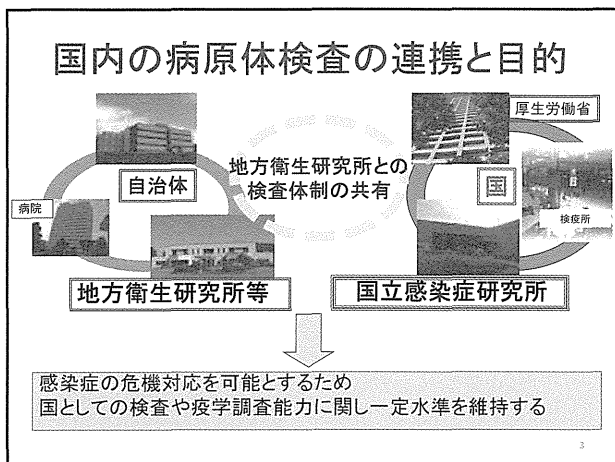 国内の病原体検査の連携と目的
厚生労働省
地方衛生研究所との
検査体制の共有
自治体
国
病院
検疫所
地方衛生研究所等
国立感染症研究所
感染症の危機対応を可能とするため
国としての検査や疫学調査能力に関し一定水準を維持する
3